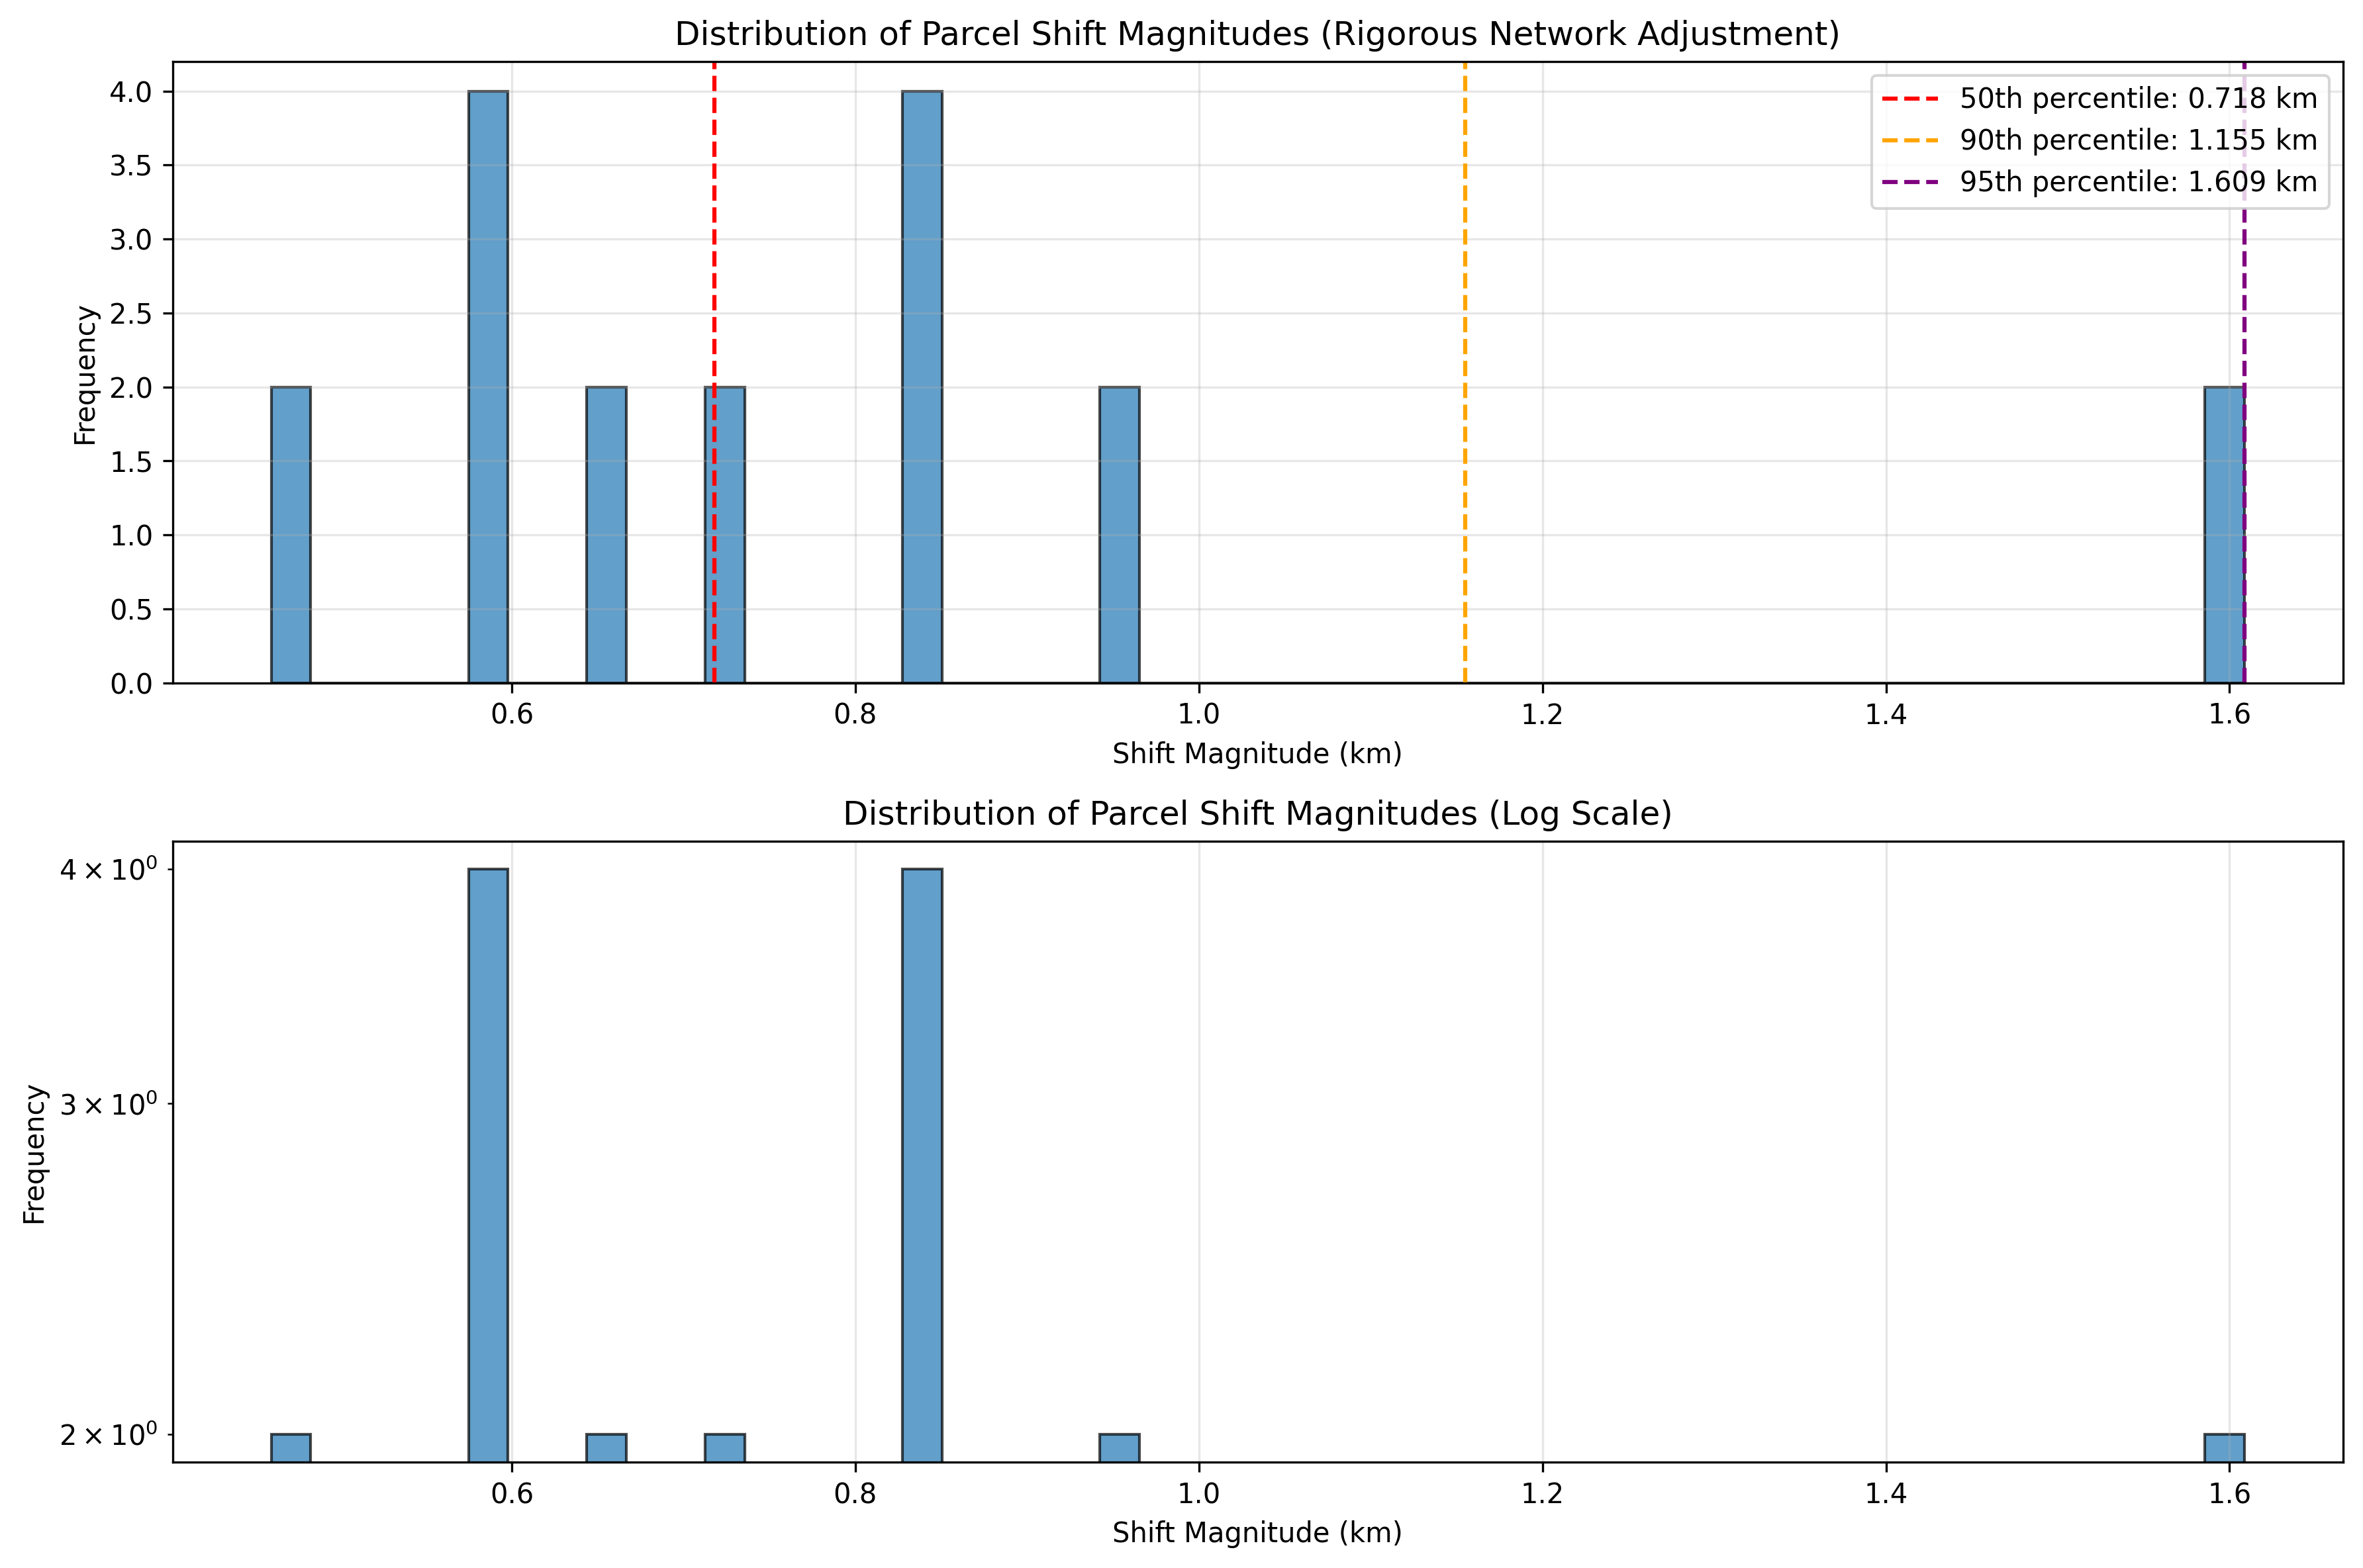 Distribution of Parcel Shift Magnitudes (Rigorous Network Adjustment)
50th percentile: 0.718 km
90th percentile: 1.155 km
95th percentile: 1.609 km
Frequency
4.0
3.5
3.0
2.5
2.0
1.5
1.0
0.5
0.0
0.6 0.8 1.0 1.2 1.4 1.6
Shift Magnitude (km)
Distribution of Parcel Shift Magnitudes (Log Scale)
Frequency
4 × 10⁰
3 × 10⁰
2 × 10⁰
0.6 0.8 1.0 1.2 1.4 1.6
Shift Magnitude (km)